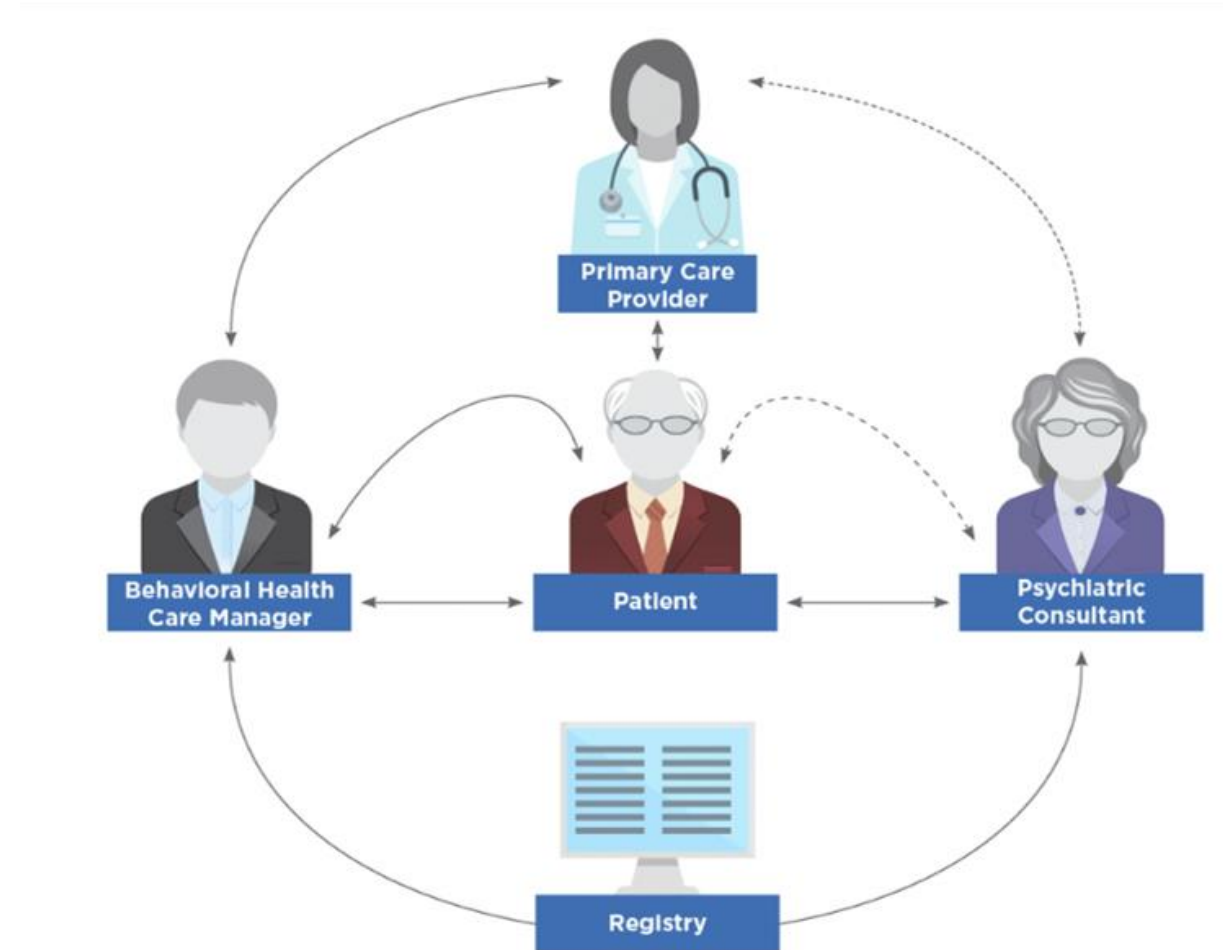 Primary Care
Provider
Behavioral Health
Care Manager
Patient
Psychiatric
Consultant
Registry